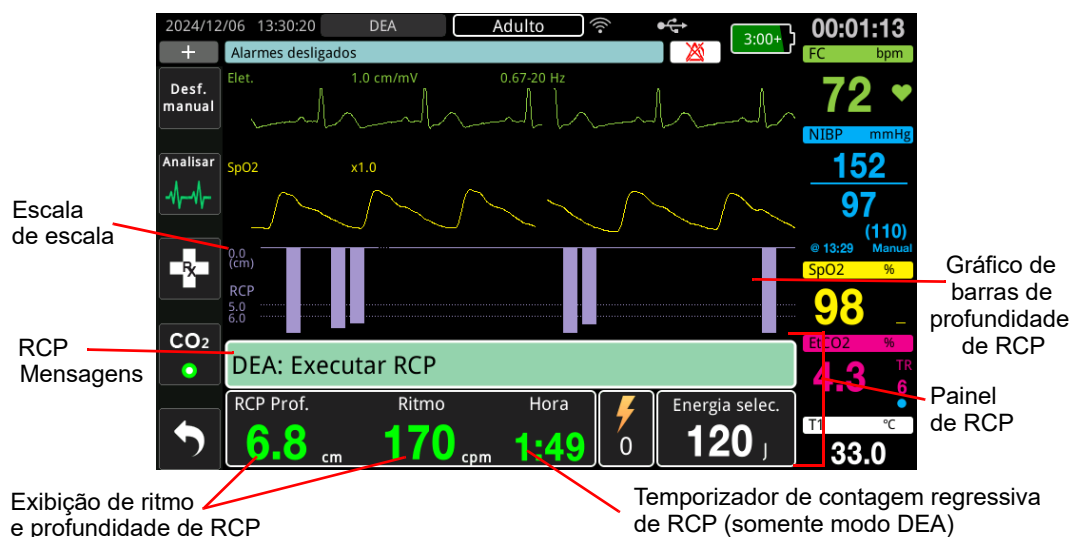 2024/12/06 13:30:20 DEA Adulto 3:00+ 00:01:13
+ Alarmes desligados FC bpm
Desf.
manual
Elet. 1.0 cm/mV 0.67-20 Hz
72
NIBP mmHg
Analisar
SpO2 x1.0
152
97
(110)
@ 13:29 Manual
Escala
de escala
0.0
(cm)
RCP
5.0
6.0
Rx
SpO2 %
98
Gráfico de
barras de
profundidade
de RCP
CO2
RCP
Mensagens
DEA: Executar RCP
EtCO2 %
4.3 TR
6
Painel
de RCP
RCP Prof. Ritmo Hora Energia selec.
6.8 cm 170 cpm 1:49 0 120 J
T1 °C
33.0
Exibição de ritmo
e profundidade de RCP
Temporizador de contagem regressiva
de RCP (somente modo DEA)